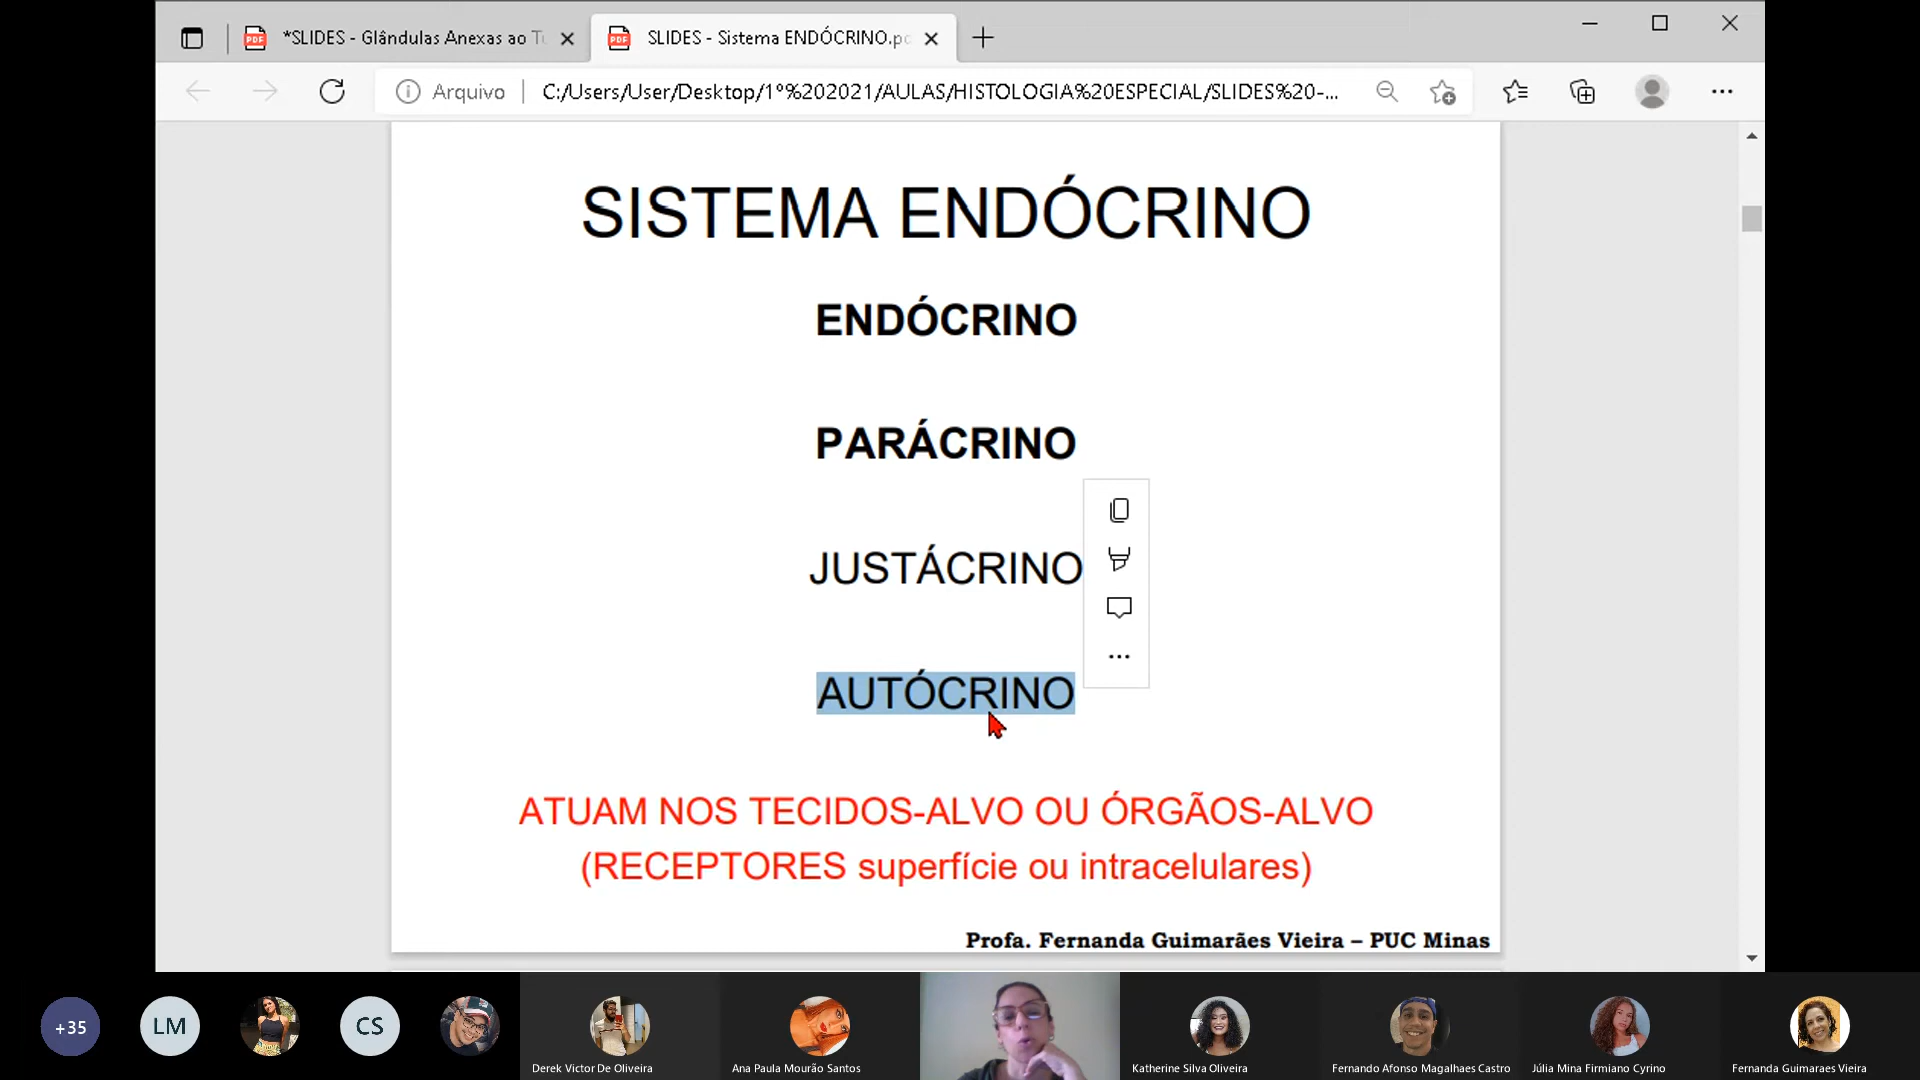 *SLIDES - Glândulas Anexas ao T
SLIDES - Sistema ENDÓCRINO.p
Arquivo
C:/Users/User/Desktop/1º%202021/AULAS/HISTOLOGIA%20ESPECIAL/SLIDES%20-...
SISTEMA ENDÓCRINO
ENDÓCRINO
PARÁCRINO
JUSTÁCRINO
AUTÓCRINO
ATUAM NOS TECIDOS-ALVO OU ÓRGÃOS-ALVO
(RECEPTORES superfície ou intracelulares)
Profa. Fernanda Guimarães Vieira – PUC Minas
+35
LM
CS
Derek Victor De Oliveira
Ana Paula Mourão Santos
Katherine Silva Oliveira
Fernando Afonso Magalhaes Castro
Júlia Mina Firmiano Cyrino
Fernanda Guimaraes Vieira